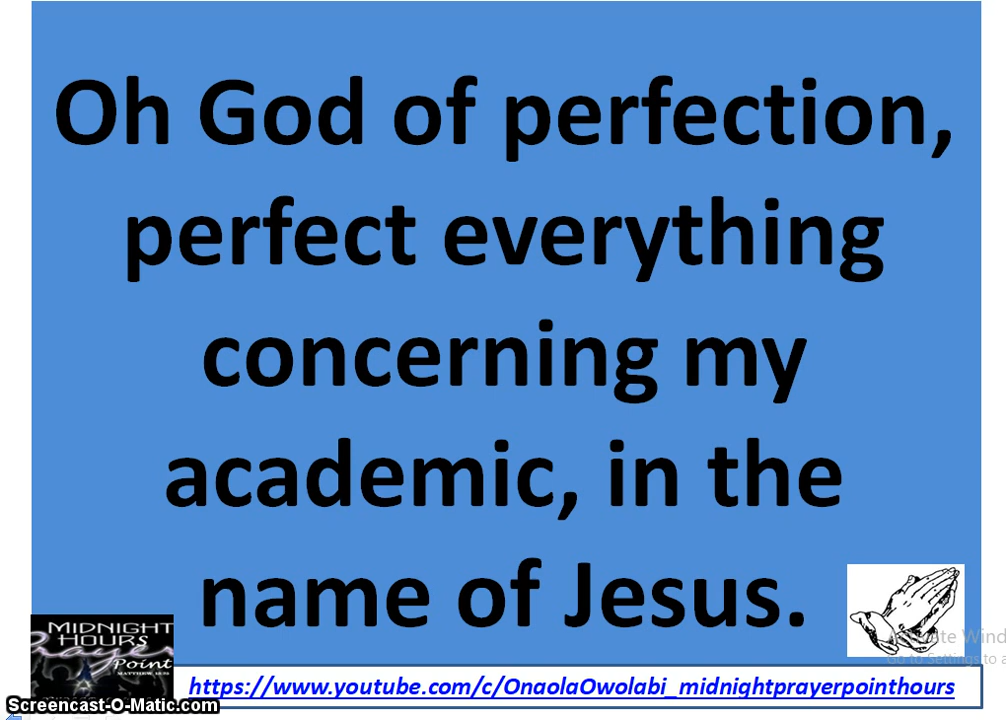 Oh God of perfection,
perfect everything
concerning my
academic, in the
name of Jesus.
MIDNIGHT
HOURS
Praye
Point
https://www.youtube.com/c/OnaolaOwolabi_midnightprayerpointhours
Screencast-O-Matic.com